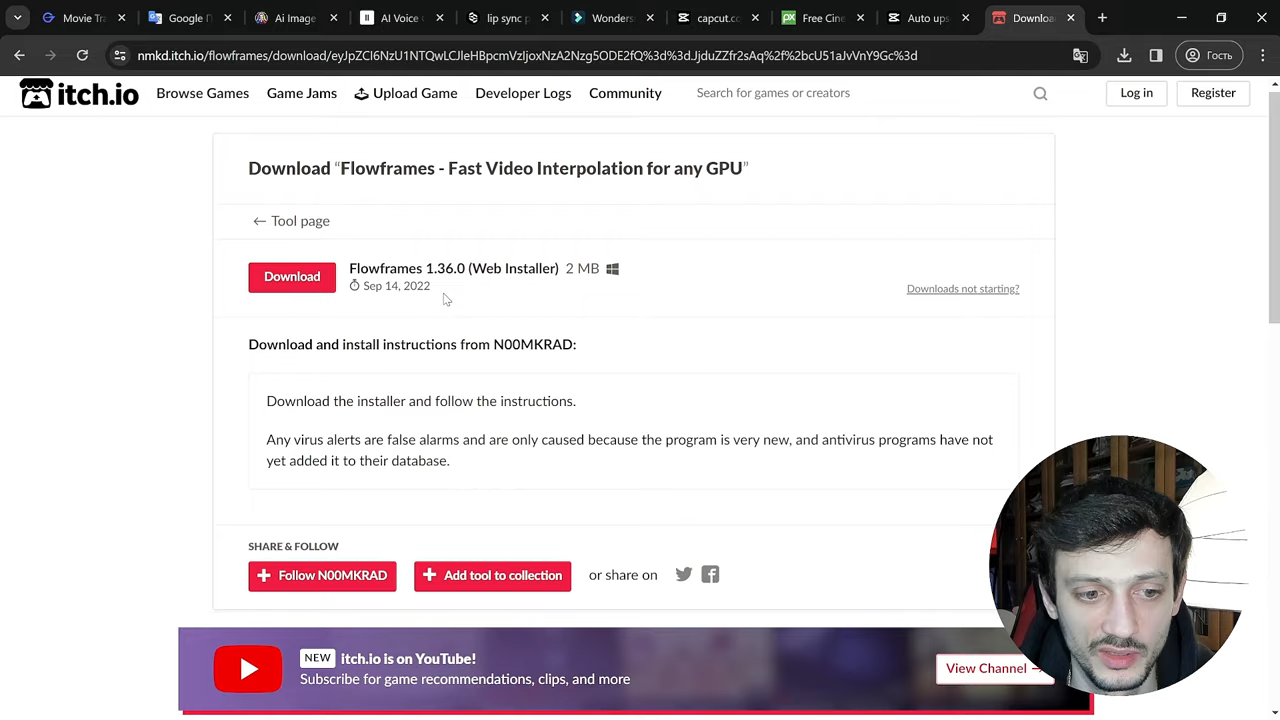 Movie
Google
Ai Image
AI Voice C
lip sync p
Wonders
capcut.co
Free Cine
Auto ups
Downloa
nmkd.itch.io/flowframes/download/eyJpZCI6NzU1NTQwLCJleHBpcmVzIjoxNzA2Nzg5ODE2fQ%3d%3d.JjduZZfr2sAq%2f%2bcU51aJvVnY9Gc%3d
Гость
itch.io
Browse Games
Game Jams
Upload Game
Developer Logs
Community
Search for games or creators
Log in
Register
Download “Flowframes - Fast Video Interpolation for any GPU”
← Tool page
Download
Flowframes 1.36.0 (Web Installer) 2 MB
Sep 14, 2022
Downloads not starting?
Download and install instructions from N00MKRAD:
Download the installer and follow the instructions.
Any virus alerts are false alarms and are only caused because the program is very new, and antivirus programs have not
yet added it to their database.
SHARE & FOLLOW
Follow N00MKRAD
Add tool to collection
or share on
NEW itch.io is on YouTube!
Subscribe for game recommendations, clips, and more
View Channel →